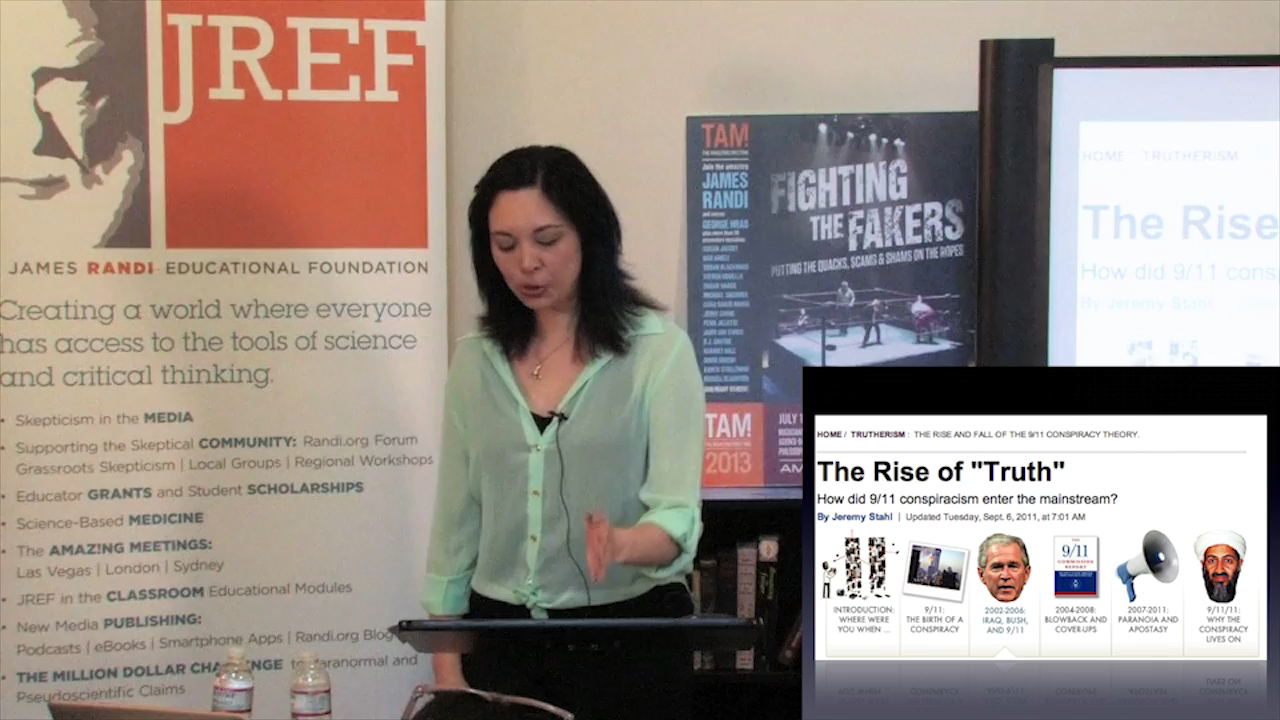 JREF
JAMES RANDI EDUCATIONAL FOUNDATION
Creating a world where everyone
has access to the tools of science
and critical thinking.
• Skepticism in the MEDIA
• Supporting the Skeptical COMMUNITY: Randi.org Forum
Grassroots Skepticism | Local Groups | Regional Workshops
• Educator GRANTS and Student SCHOLARSHIPS
• Science-Based MEDICINE
• The AMAZ!NG MEETINGS:
Las Vegas | London | Sydney
• JREF in the CLASSROOM Educational Modules
• New Media PUBLISHING:
Podcasts | eBooks | Smartphone Apps | Randi.org Blog
• THE MILLION DOLLAR CHALLENGE to Paranormal and
Pseudoscientific Claims
TAM!
JAMES
RANDI
FIGHTING
THE FAKERS
PUTTING THE QUACKS, SCAMS & SHAMS ON THE ROPES
TAM
2013
JULY
HOME / TRUTHERISM
The Rise
How did 9/11 cons
By Jeremy Stahl
HOME / TRUTHERISM : THE RISE AND FALL OF THE 9/11 CONSPIRACY THEORY.
The Rise of "Truth"
How did 9/11 conspiracism enter the mainstream?
By Jeremy Stahl | Updated Tuesday, Sept. 6, 2011, at 7:01 AM
9/11
COMMISSION
REPORT
INTRODUCTION:
WHERE WERE
YOU WHEN ...
9/11:
THE BIRTH OF A
CONSPIRACY
2002-2006:
IRAQ, BUSH,
AND 9/11
2004-2008:
BLOWBACK AND
COVER-UPS
2007-2011:
PARANOIA AND
APOSTASY
9/11/11:
WHY THE
CONSPIRACY
LIVES ON